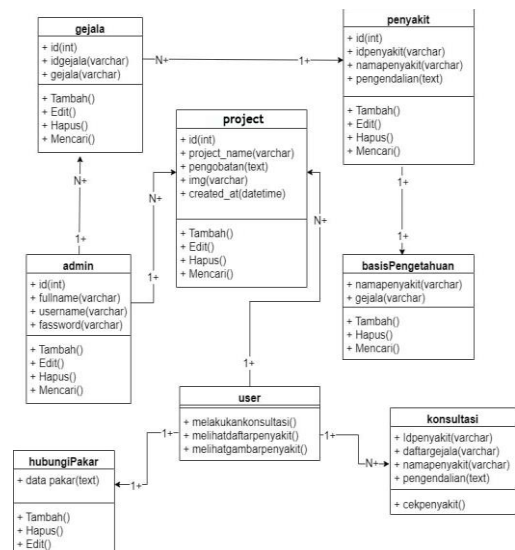 gejala
+ id(int)
+ idgejala(varchar)
+ gejala(varchar)
+ Tambah()
+ Edit()
+ Hapus()
+ Mencari()
N+
1+
penyakit
+ id(int)
+ idpenyakit(varchar)
+ namapenyakit(varchar)
+ pengendalian(text)
+ Tambah()
+ Edit()
+ Hapus()
+ Mencari()
project
+ id(int)
+ project_name(varchar)
+ pengobatan(text)
+ img(varchar)
+ created_at(datetime)
+ Tambah()
+ Edit()
+ Hapus()
+ Mencari()
N+
1+
N+
1+
N+
1+
1+
1+
admin
+ id(int)
+ fullname(varchar)
+ username(varchar)
+ fassword(varchar)
+ Tambah()
+ Edit()
+ Hapus()
+ Mencari()
basisPengetahuan
+ namapenyakit(varchar)
+ gejala(varchar)
+ Tambah()
+ Hapus()
+ Mencari()
user
+ melakukankonsultasi()
+ melihatdaftarpenyakit()
+ melihatgambarpenyakit()
1+
1+
1+
N+
hubungiPakar
+ data pakar(text)
+ Tambah()
+ Hapus()
+ Edit()
konsultasi
+ Idpenyakit(varchar)
+ daftargejala(varchar)
+ namapenyakit(varchar)
+ pengendalian(text)
+ cekpenyakit()